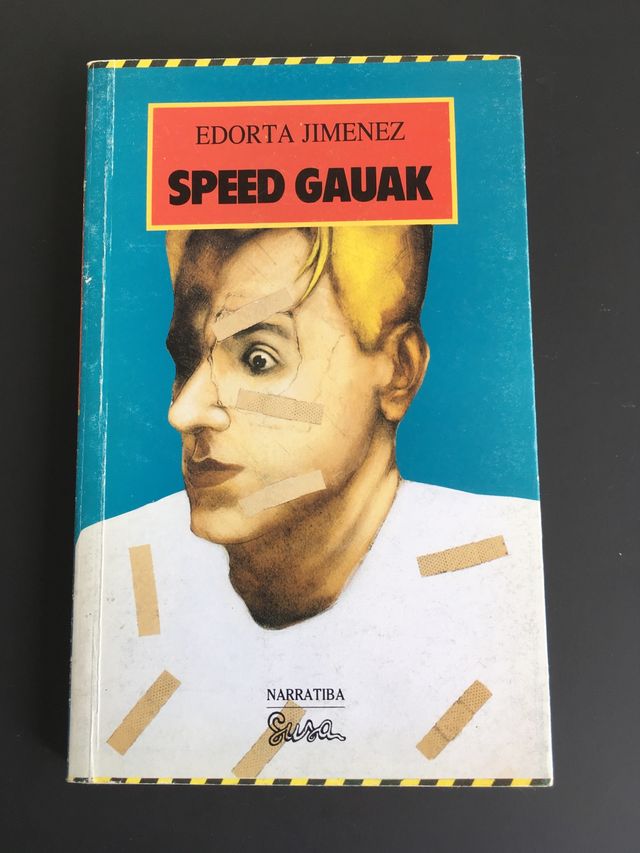 EDORTA JIMENEZ
SPEED GAUAK
NARRATIBA
Susa